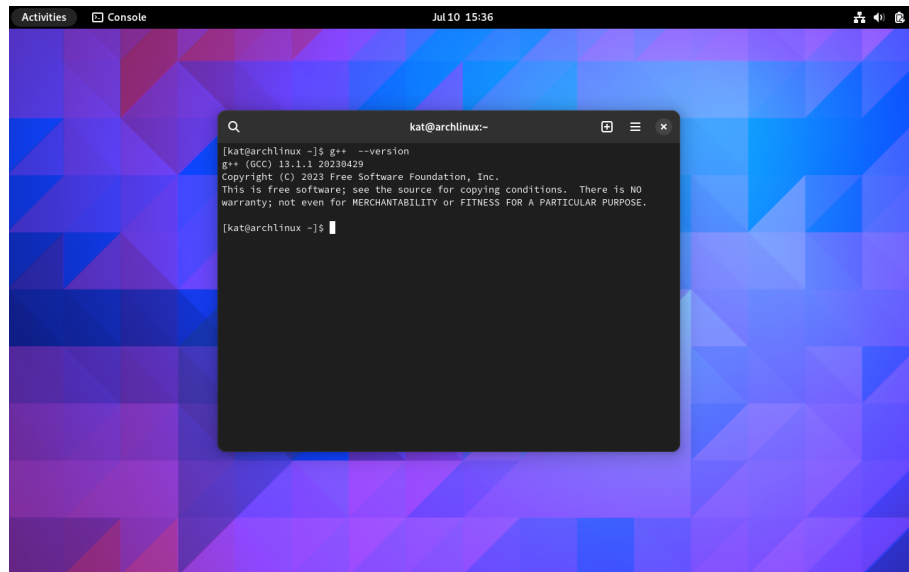 Activities Console Jul 10 15:36
kat@archlinux:~
[kat@archlinux ~]$ g++  --version
g++ (GCC) 13.1.1 20230429
Copyright (C) 2023 Free Software Foundation, Inc.
This is free software; see the source for copying conditions.  There is NO
warranty; not even for MERCHANTABILITY or FITNESS FOR A PARTICULAR PURPOSE.
[kat@archlinux ~]$